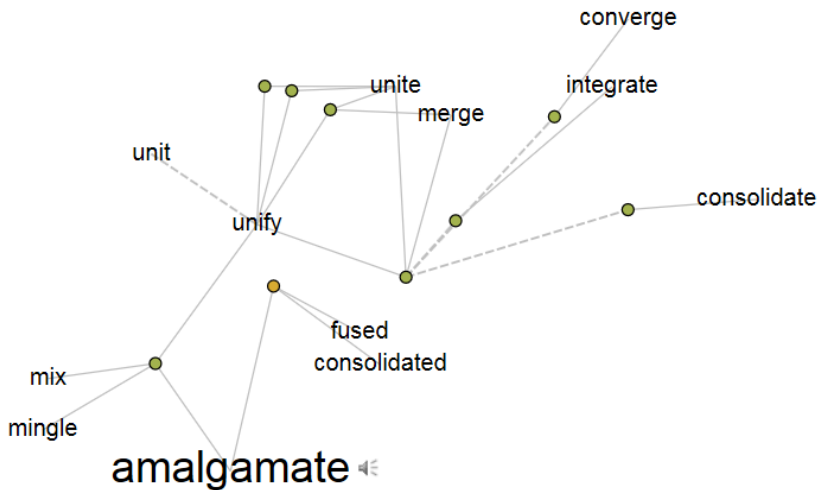 converge
integrate
unite
merge
unit
consolidate
unify
fused
consolidated
mix
mingle
amalgamate